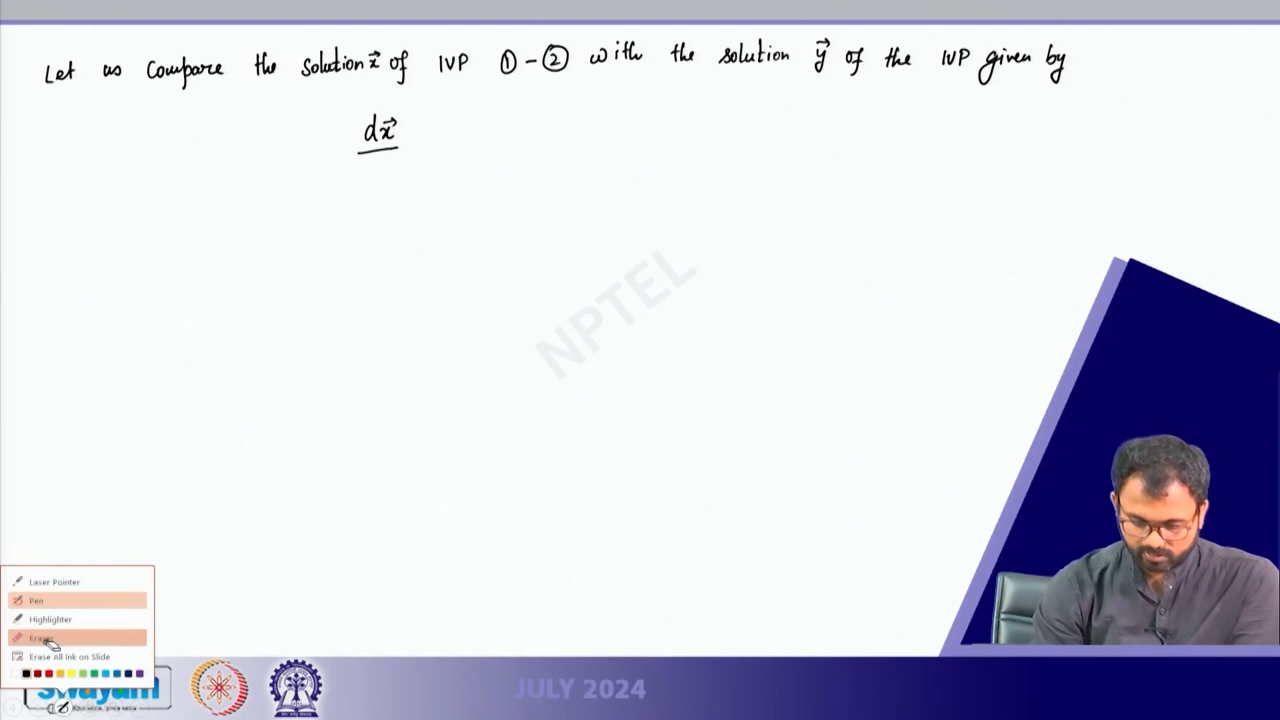 Let us Compare the solution x⃗ of IVP ① - ② with the solution y⃗ of the IVP given by
dx⃗
NPTEL
Laser Pointer
Pen
Highlighter
Eraser
Erase All Ink on Slide
swayam
JULY 2024